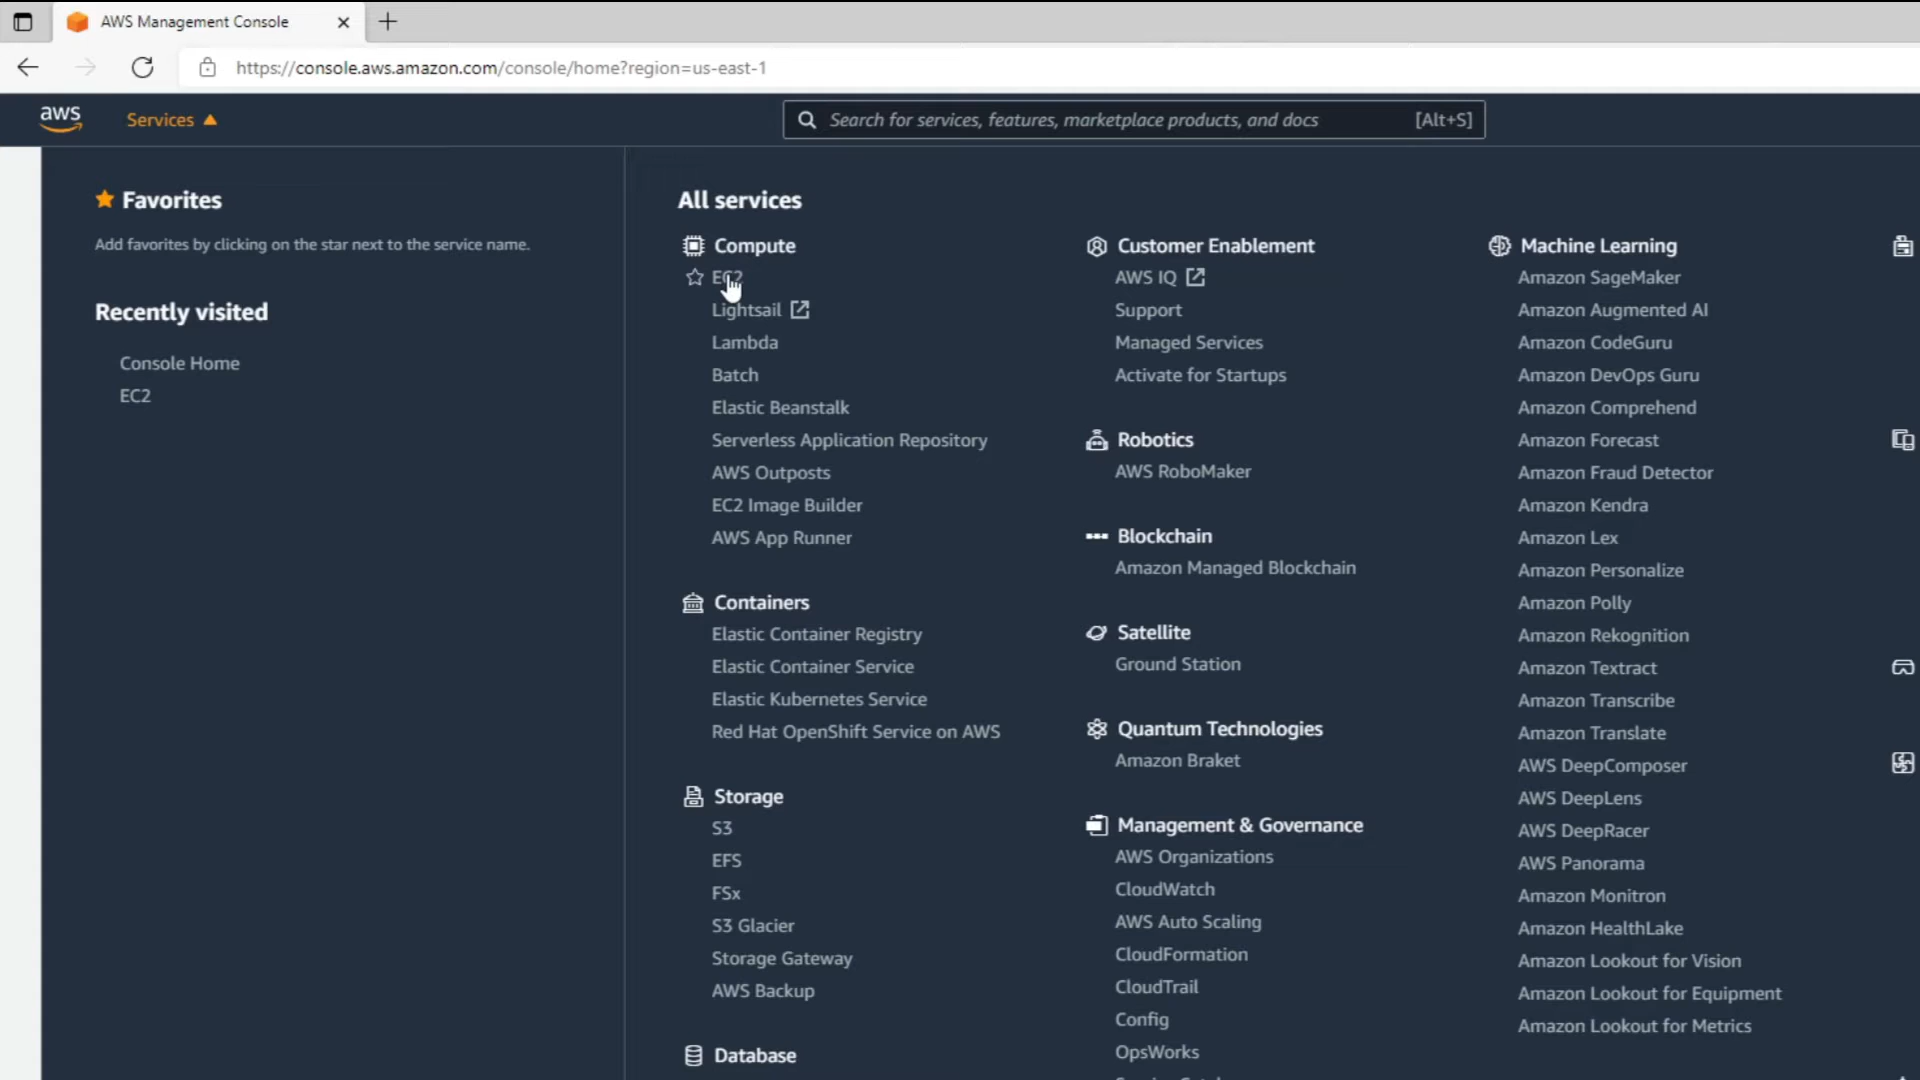 AWS Management Console
https://console.aws.amazon.com/console/home?region=us-east-1
aws
Services
Search for services, features, marketplace products, and docs [Alt+S]
Favorites
Add favorites by clicking on the star next to the service name.
Recently visited
Console Home
EC2
All services
Compute
EC2
Lightsail
Lambda
Batch
Elastic Beanstalk
Serverless Application Repository
AWS Outposts
EC2 Image Builder
AWS App Runner
Containers
Elastic Container Registry
Elastic Container Service
Elastic Kubernetes Service
Red Hat OpenShift Service on AWS
Storage
S3
EFS
FSx
S3 Glacier
Storage Gateway
AWS Backup
Database
Customer Enablement
AWS IQ
Support
Managed Services
Activate for Startups
Robotics
AWS RoboMaker
Blockchain
Amazon Managed Blockchain
Satellite
Ground Station
Quantum Technologies
Amazon Braket
Management & Governance
AWS Organizations
CloudWatch
AWS Auto Scaling
CloudFormation
CloudTrail
Config
OpsWorks
Machine Learning
Amazon SageMaker
Amazon Augmented AI
Amazon CodeGuru
Amazon DevOps Guru
Amazon Comprehend
Amazon Forecast
Amazon Fraud Detector
Amazon Kendra
Amazon Lex
Amazon Personalize
Amazon Polly
Amazon Rekognition
Amazon Textract
Amazon Transcribe
Amazon Translate
AWS DeepComposer
AWS DeepLens
AWS DeepRacer
AWS Panorama
Amazon Monitron
Amazon HealthLake
Amazon Lookout for Vision
Amazon Lookout for Equipment
Amazon Lookout for Metrics